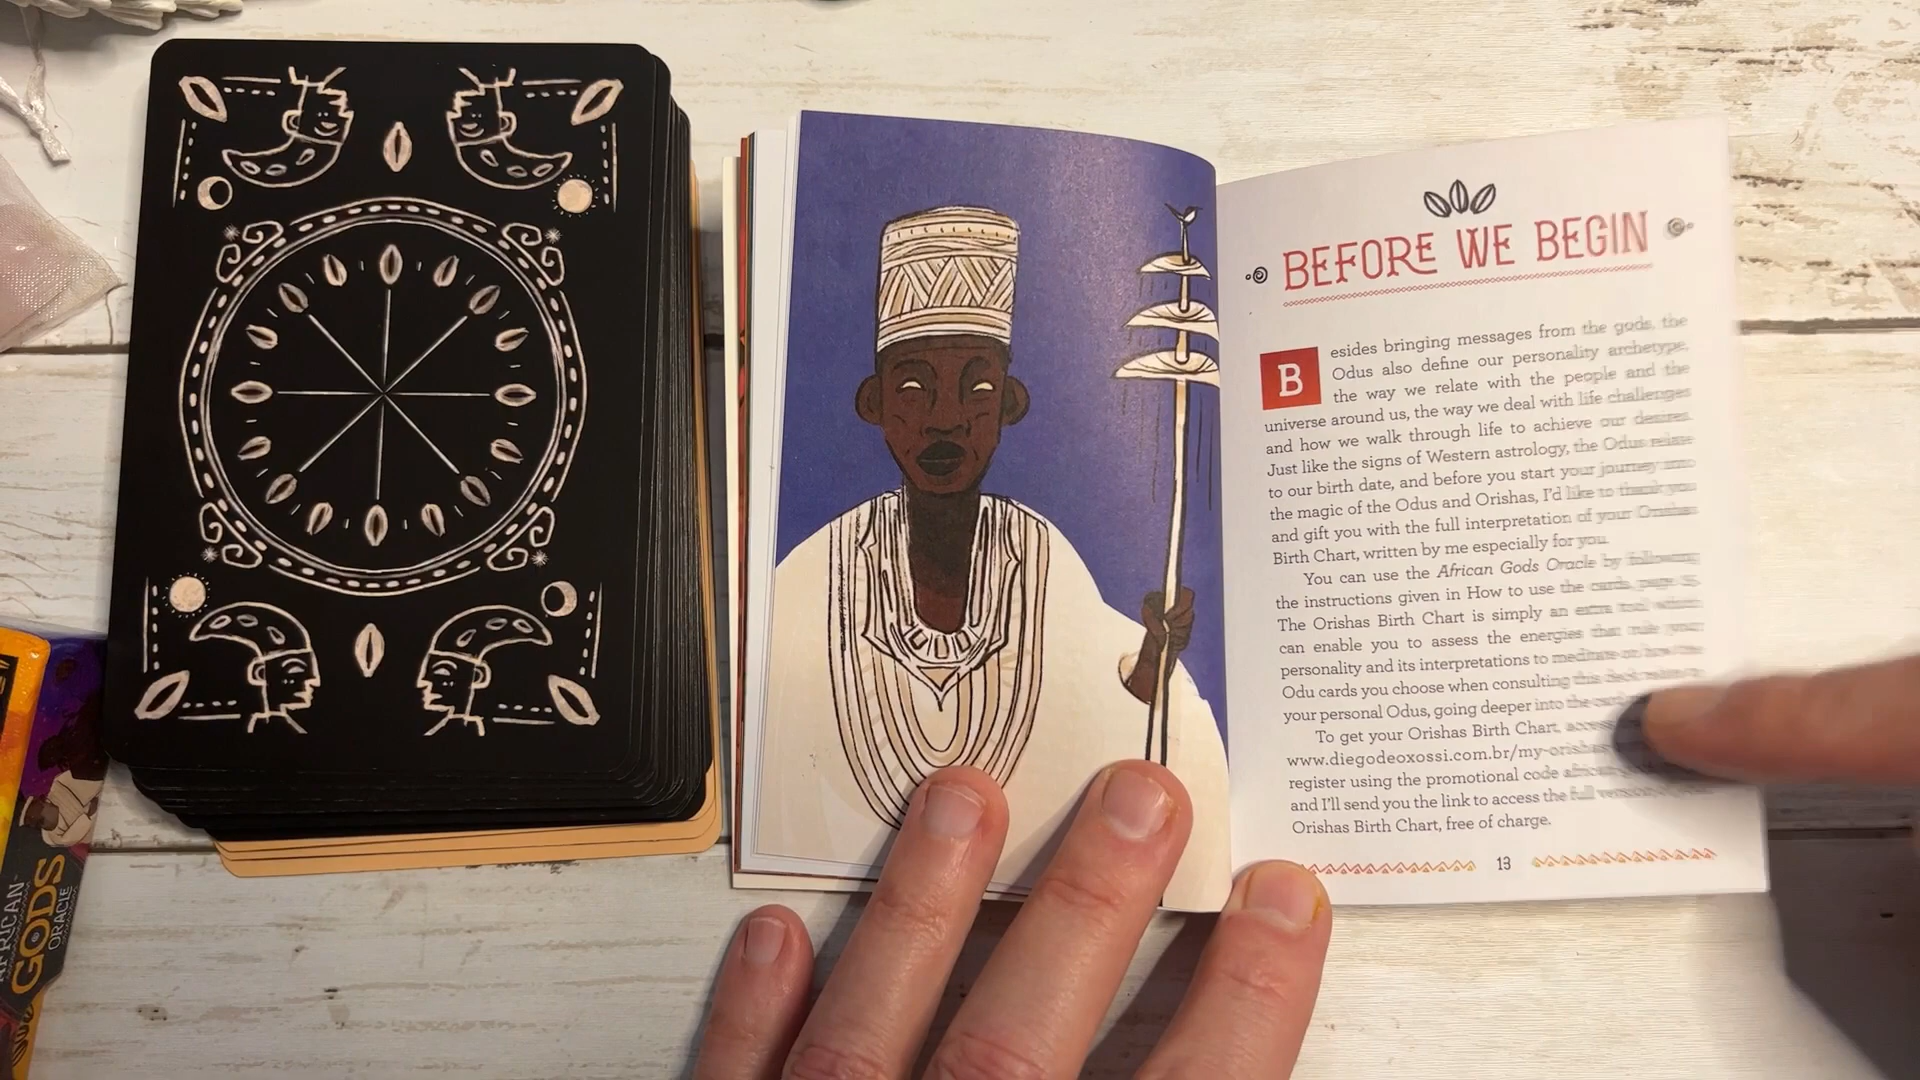 AFRICAN
GODS
ORACLE
BEFORE WE BEGIN
Besides bringing messages from the gods, the
Odus also define our personality archetype,
the way we relate with the people and the
universe around us, the way we deal with life challenges
and how we walk through life to achieve our desires.
Just like the signs of Western astrology, the Odus relate
to our birth date, and before you start your journey into
the magic of the Odus and Orishas, I'd like to thank you
and gift you with the full interpretation of your Orishas
Birth Chart, written by me especially for you.
You can use the African Gods Oracle by following
the instructions given in How to use the cards, page
The Orishas Birth Chart is simply an extra tool which
can enable you to assess the energies that rule your
personality and its interpretations to meditate on how the
Odu cards you choose when consulting this deck relate to
your personal Odus, going deeper into the
To get your Orishas Birth Chart, access
www.diegodeoxossi.com.br/my-orishas
register using the promotional code
and I'll send you the link to access the full version of
Orishas Birth Chart, free of charge.
13